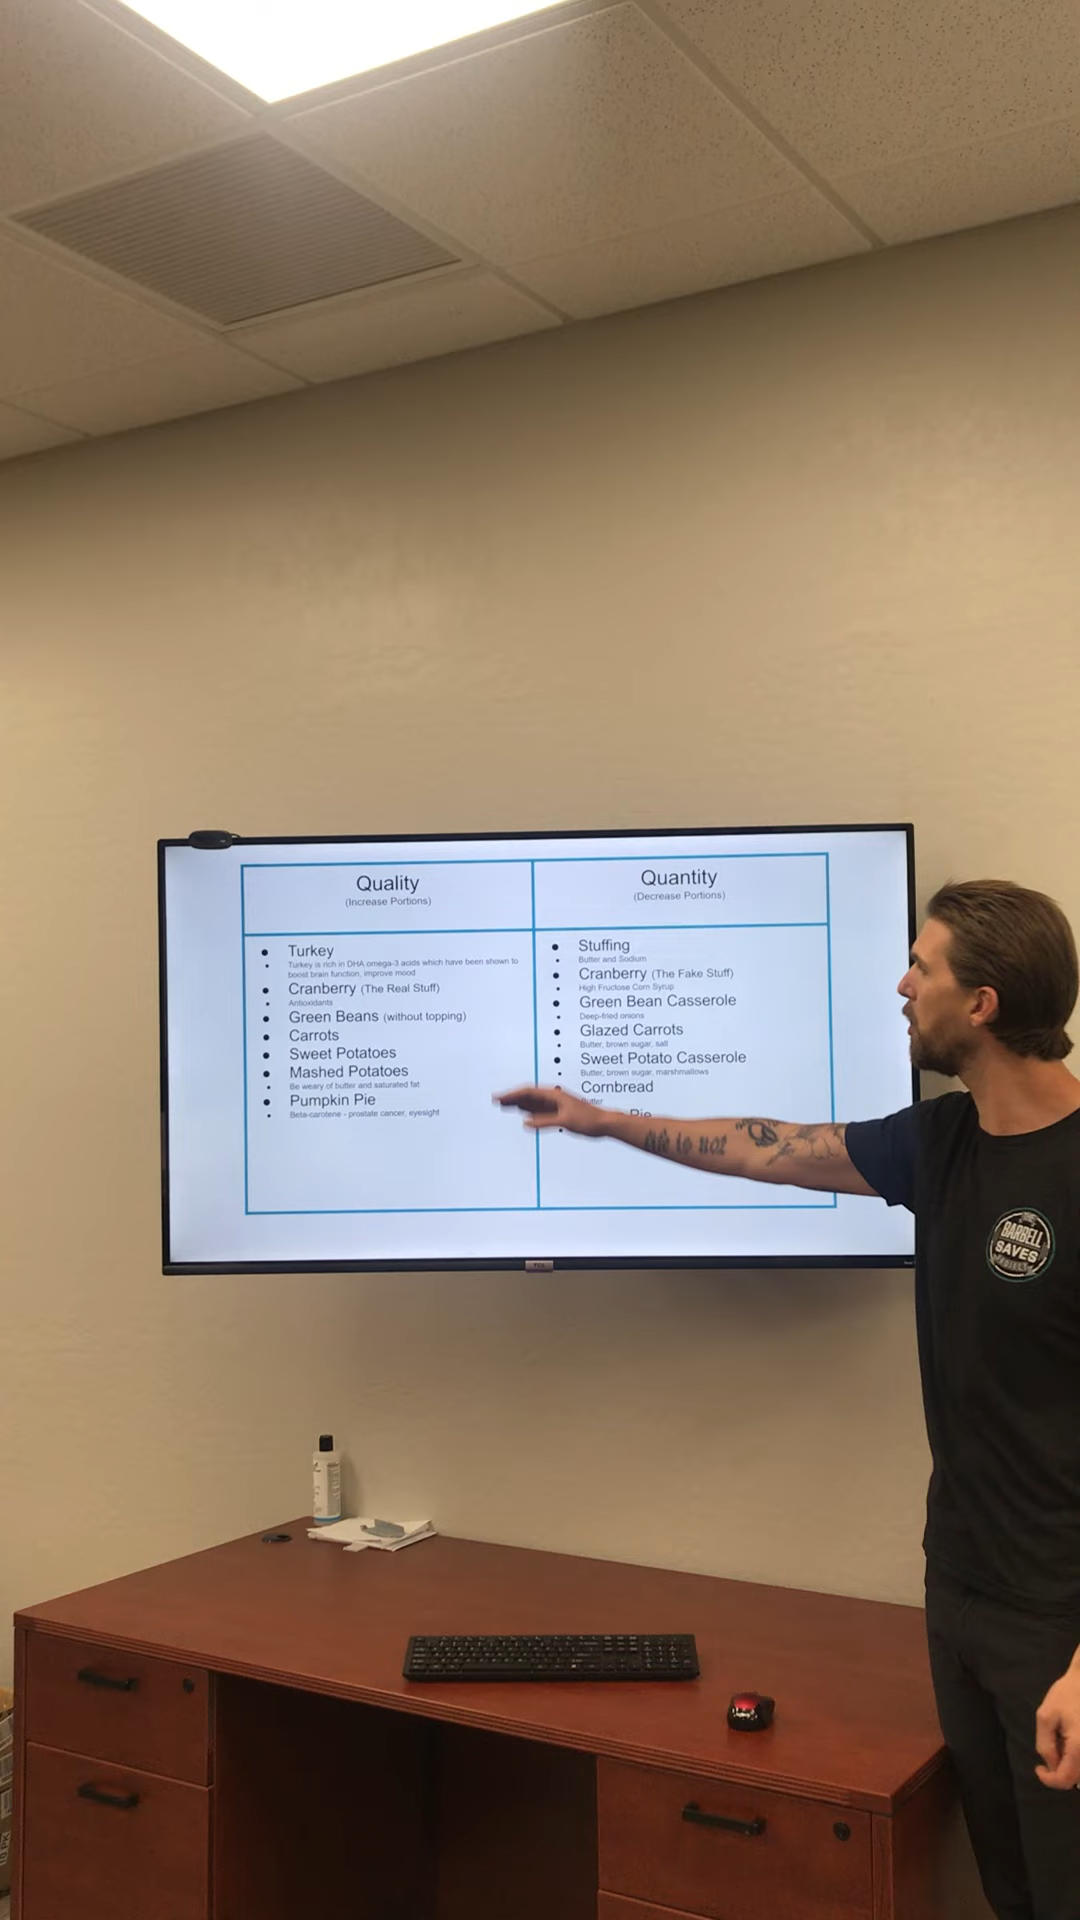 Quality
(Increase Portions)
Turkey
Turkey is rich in DHA omega-3 acids which have been shown to
boost brain function, improve mood
Cranberry (The Real Stuff)
Antioxidants
Green Beans (without topping)
Carrots
Sweet Potatoes
Mashed Potatoes
Be weary of butter and saturated fat
Pumpkin Pie
Beta-carotene - prostate cancer, eyesight
Quantity
(Decrease Portions)
Stuffing
Butter and Sodium
Cranberry (The Fake Stuff)
High Fructose Corn Syrup
Green Bean Casserole
Deep-fried onions
Glazed Carrots
Butter, brown sugar, salt
Sweet Potato Casserole
Butter, brown sugar, marshmallows
Cornbread
Butter
Pie
TCL
BARBELL
SAVES
PROJECT